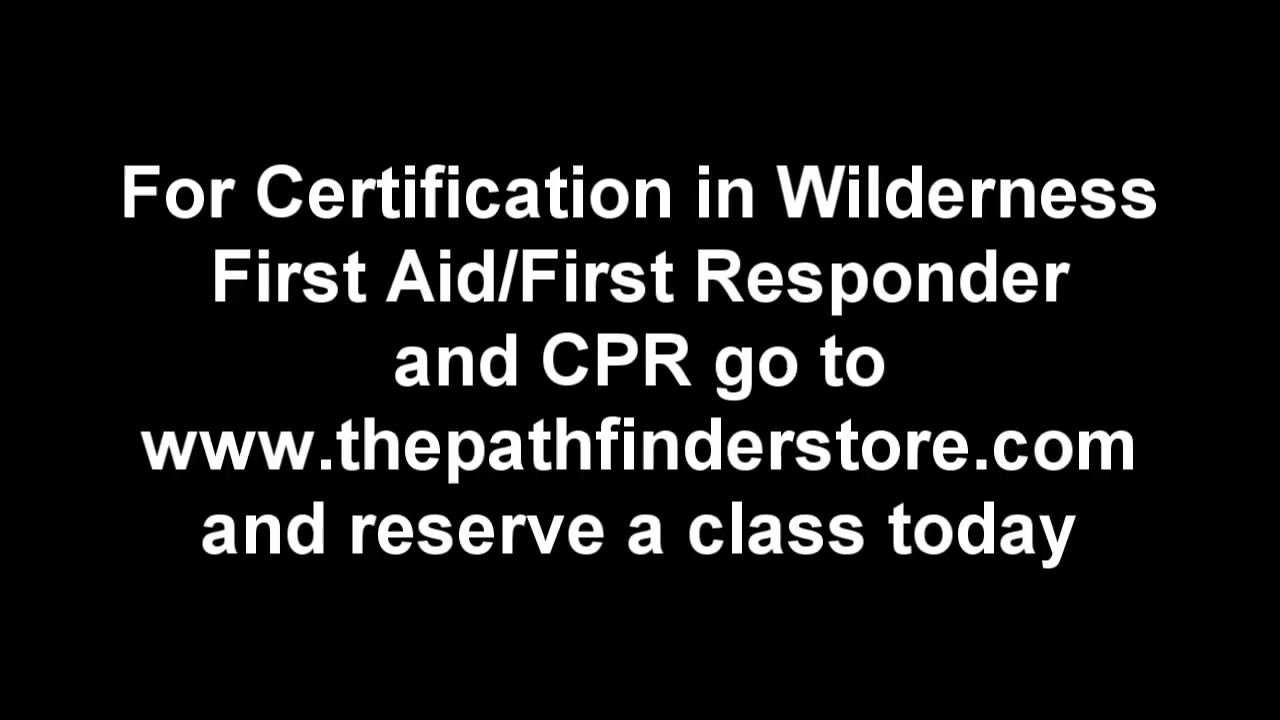 For Certification in Wilderness
First Aid/First Responder
and CPR go to
www.thepathfinderstore.com
and reserve a class today